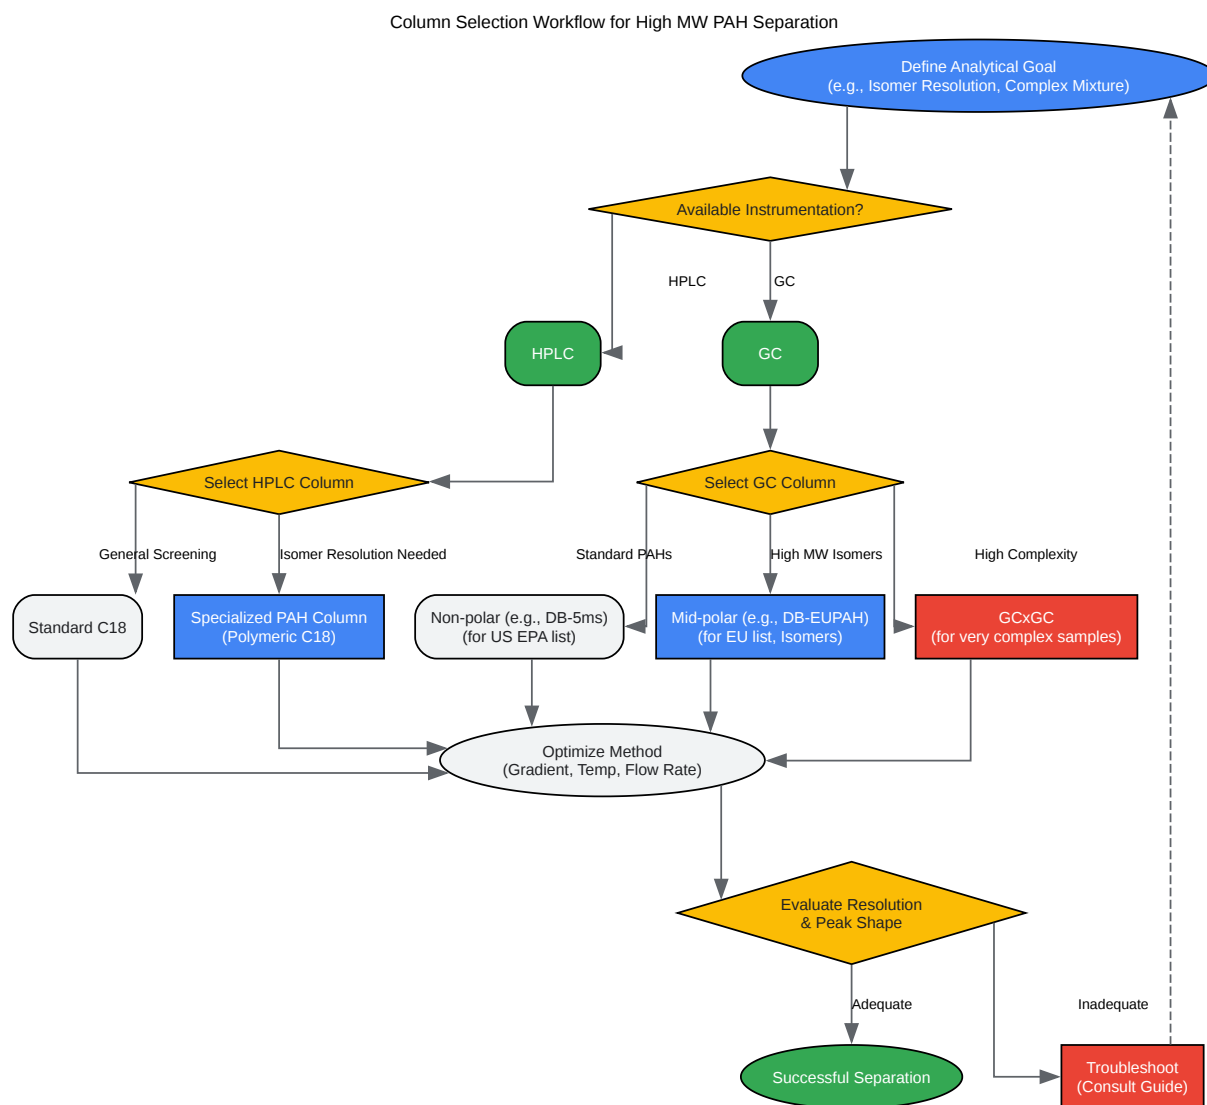 Column Selection Workflow for High MW PAH Separation
Define Analytical Goal
(e.g., Isomer Resolution, Complex Mixture)
Available Instrumentation?
HPLC
GC
HPLC
GC
Select HPLC Column
Select GC Column
General Screening
Isomer Resolution Needed
Standard PAHs
High MW Isomers
High Complexity
Standard C18
Specialized PAH Column
(Polymeric C18)
Non-polar (e.g., DB-5ms)
(for US EPA list)
Mid-polar (e.g., DB-EUPAH)
(for EU list, Isomers)
GCxGC
(for very complex samples)
Optimize Method
(Gradient, Temp, Flow Rate)
Evaluate Resolution
& Peak Shape
Adequate
Inadequate
Successful Separation
Troubleshoot
(Consult Guide)